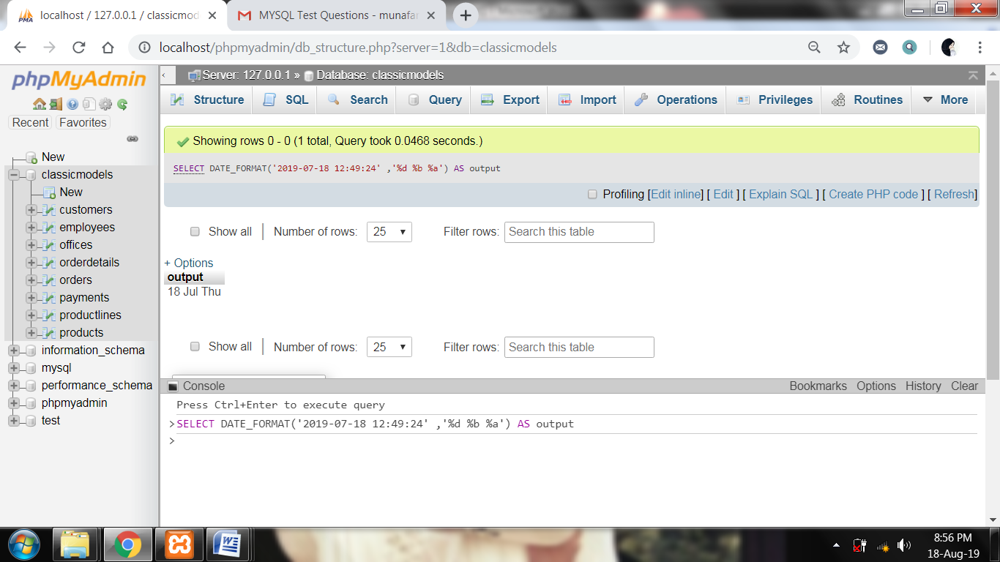 localhost / 127.0.0.1 / classicmod
MYSQL Test Questions - munafar
localhost/phpmyadmin/db_structure.php?server=1&db=classicmodels
phpMyAdmin
Recent Favorites
New
classicmodels
New
customers
employees
offices
orderdetails
orders
payments
productlines
products
information_schema
mysql
performance_schema
phpmyadmin
test
Server: 127.0.0.1 » Database: classicmodels
Structure SQL Search Query Export Import Operations Privileges Routines More
Showing rows 0 - 0 (1 total, Query took 0.0468 seconds.)
SELECT DATE_FORMAT('2019-07-18 12:49:24' ,'%d %b %a') AS output
Profiling [Edit inline] [ Edit ] [ Explain SQL ] [ Create PHP code ] [ Refresh]
Show all | Number of rows: 25 Filter rows: Search this table
+ Options
output
18 Jul Thu
Show all | Number of rows: 25 Filter rows: Search this table
Console Bookmarks Options History Clear
Press Ctrl+Enter to execute query
>SELECT DATE_FORMAT('2019-07-18 12:49:24' ,'%d %b %a') AS output
>
8:56 PM
18-Aug-19